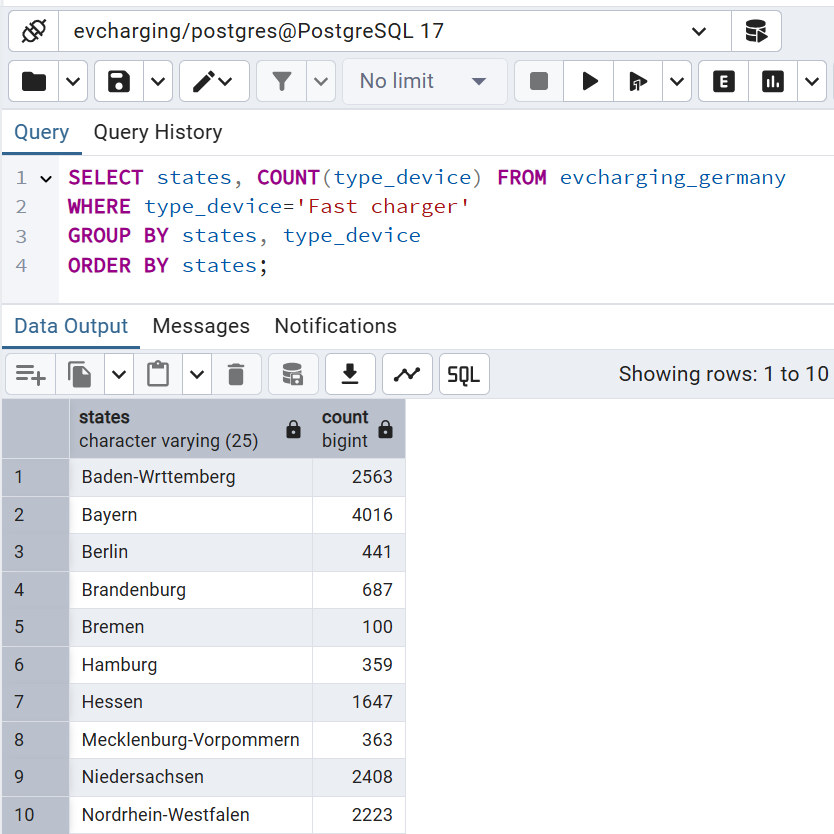 evcharging/postgres@PostgreSQL 17
No limit
E
Query Query History
1 SELECT states, COUNT(type_device) FROM evcharging_germany
2 WHERE type_device='Fast charger'
3 GROUP BY states, type_device
4 ORDER BY states;
Data Output Messages Notifications
SQL Showing rows: 1 to 10
states count
character varying (25) bigint
1 Baden-Wrttemberg 2563
2 Bayern 4016
3 Berlin 441
4 Brandenburg 687
5 Bremen 100
6 Hamburg 359
7 Hessen 1647
8 Mecklenburg-Vorpommern 363
9 Niedersachsen 2408
10 Nordrhein-Westfalen 2223